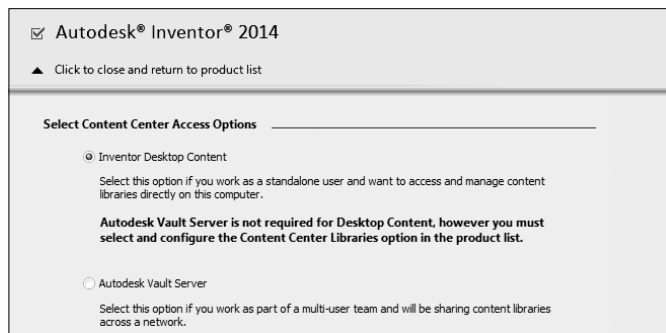 Autodesk® Inventor® 2014
Click to close and return to product list
Select Content Center Access Options
Inventor Desktop Content
Select this option if you work as a standalone user and want to access and manage content
libraries directly on this computer.
Autodesk Vault Server is not required for Desktop Content, however you must
select and configure the Content Center Libraries option in the product list.
Autodesk Vault Server
Select this option if you work as part of a multi-user team and will be sharing content libraries
across a network.